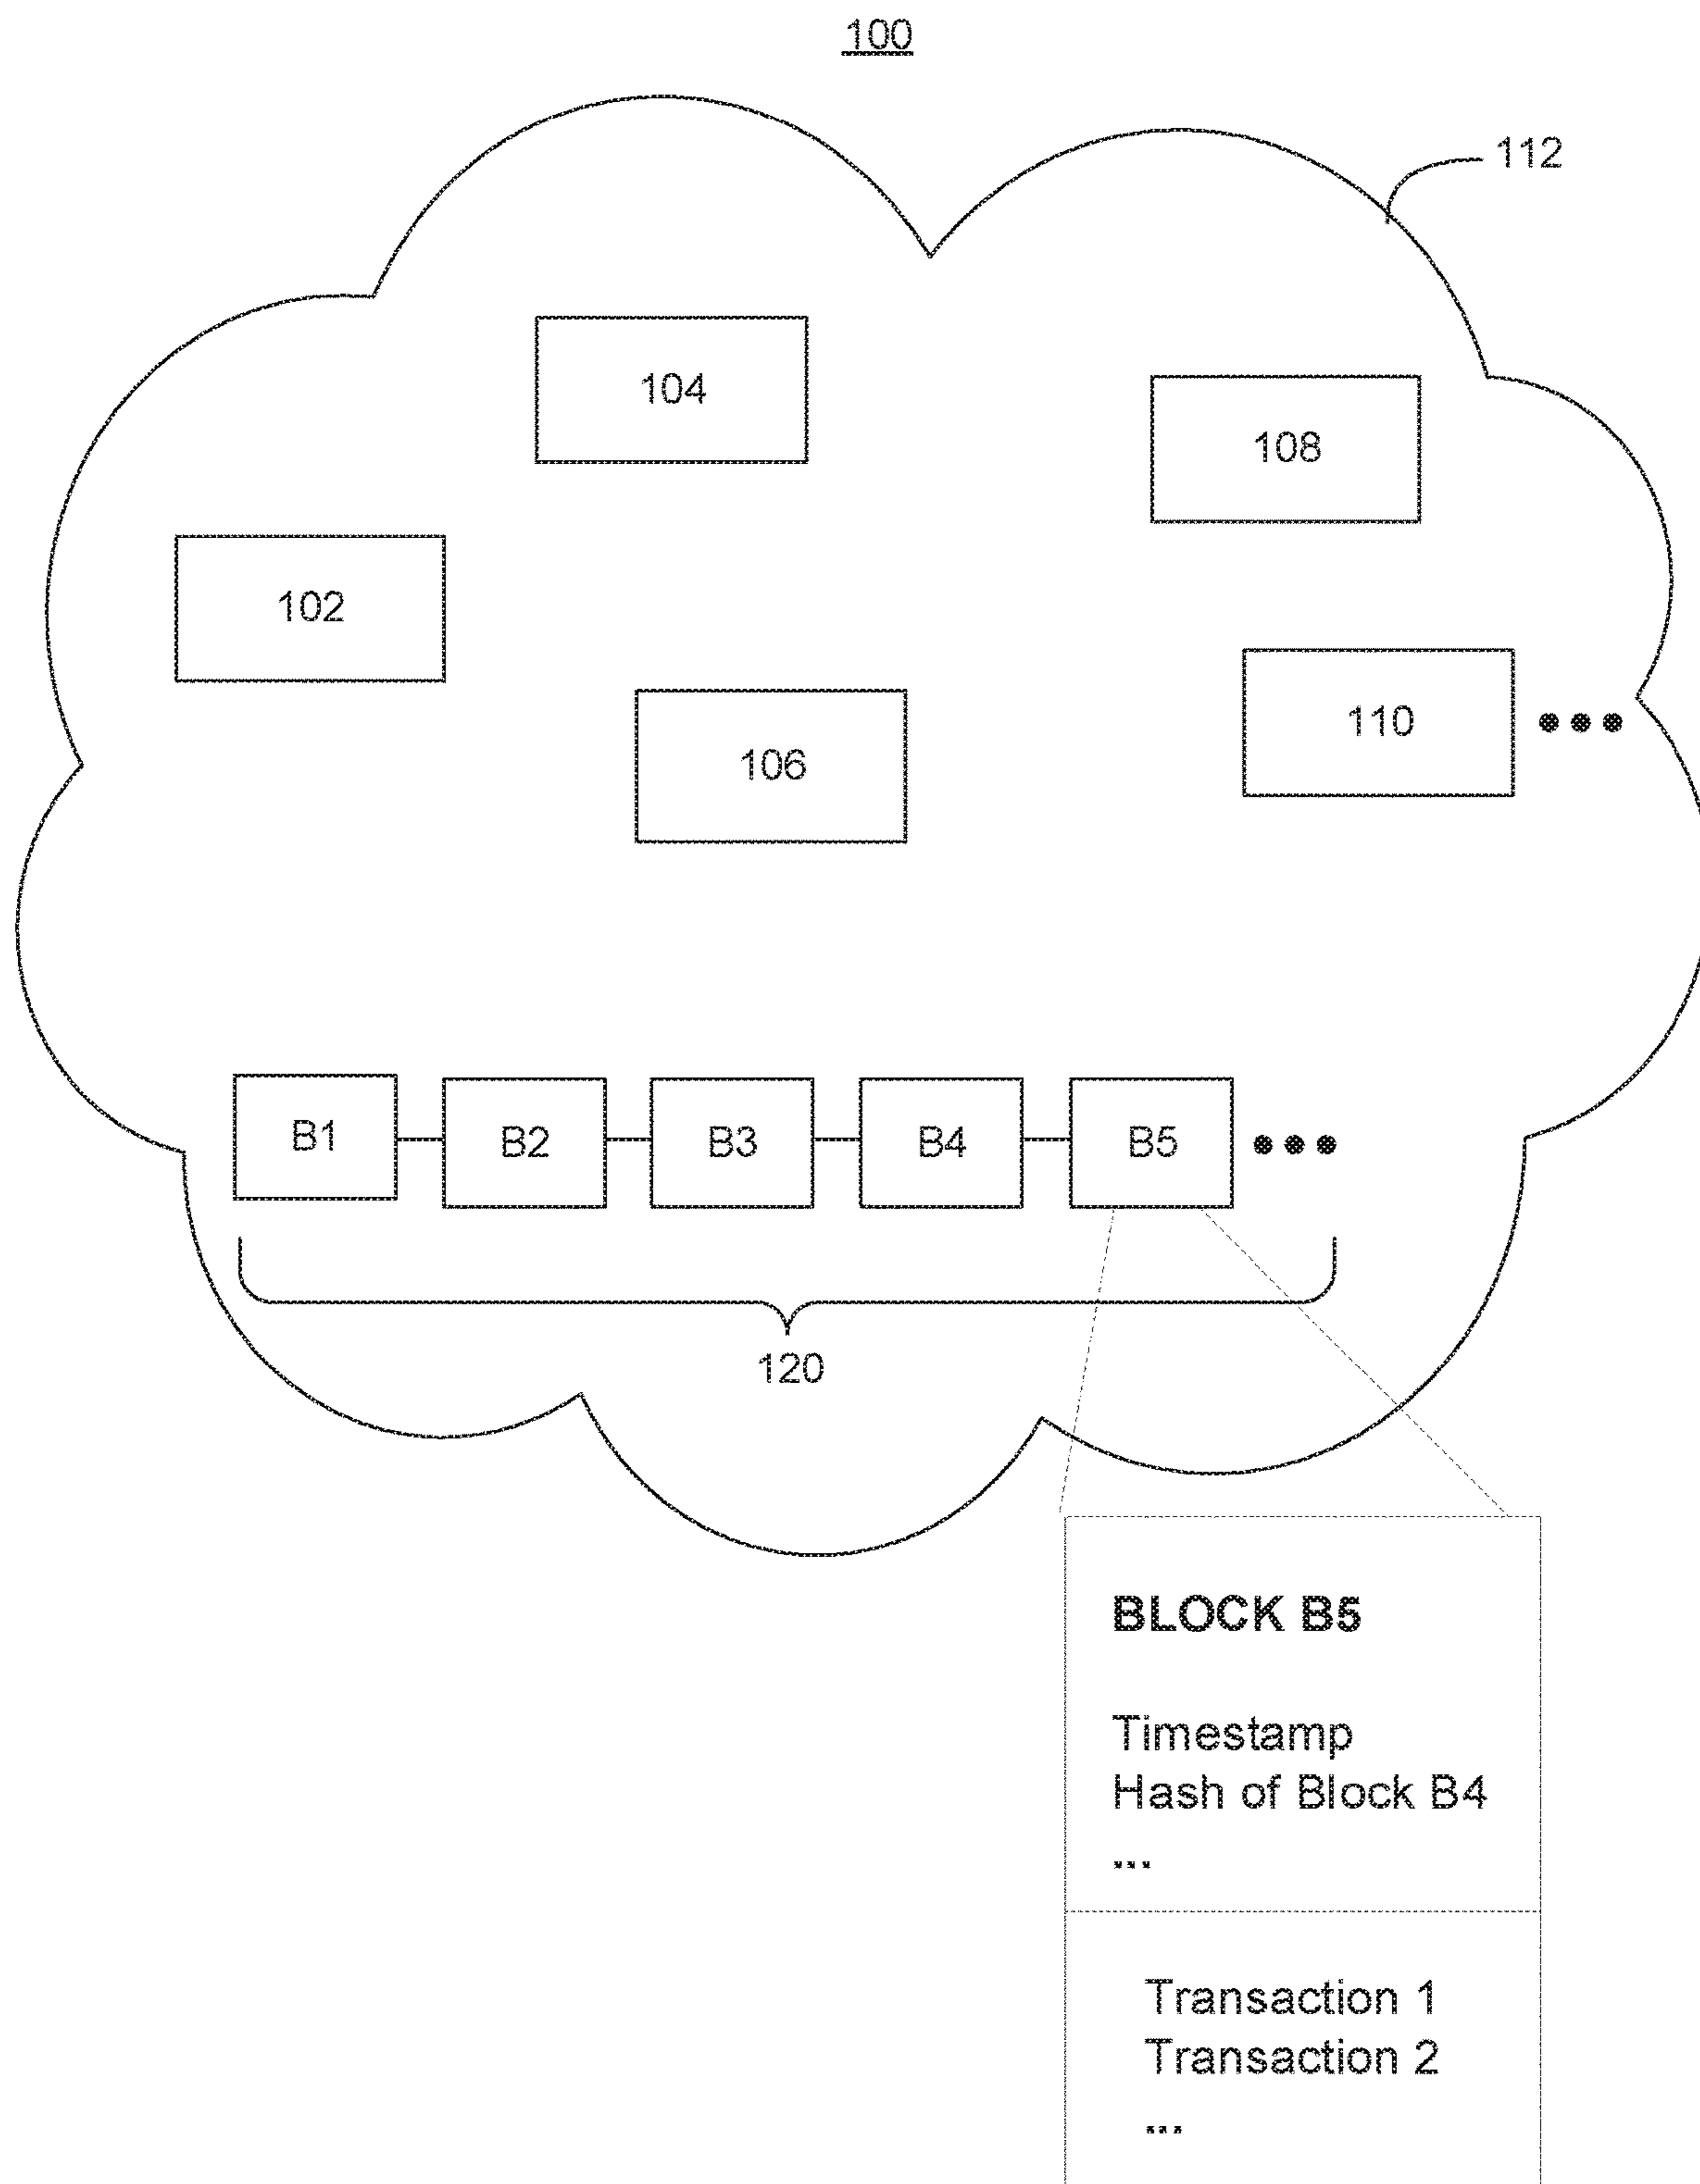 100
112
104
108
102
110
106
B1
B2
B3
B4
B5
120
BLOCK B5
Timestamp
Hash of Block B4
...
Transaction 1
Transaction 2
...